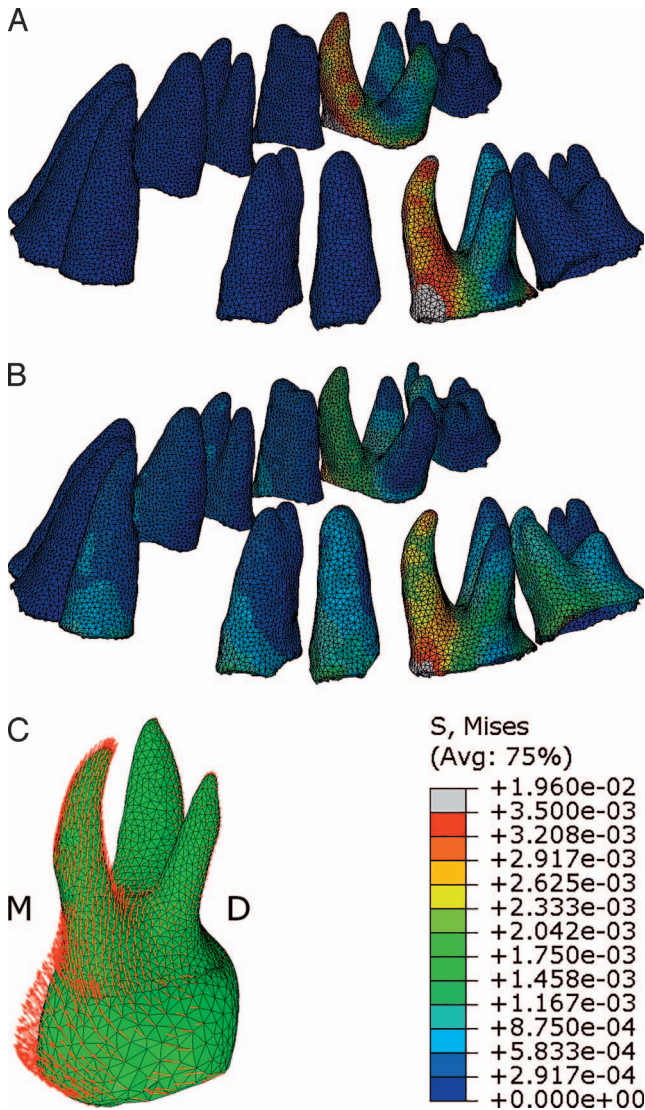 A
B
C
M
D
S, Mises
(Avg: 75%)
+1.960e-02
+3.500e-03
+3.208e-03
+2.917e-03
+2.625e-03
+2.333e-03
+2.042e-03
+1.750e-03
+1.458e-03
+1.167e-03
+8.750e-04
+5.833e-04
+2.917e-04
+0.000e+00